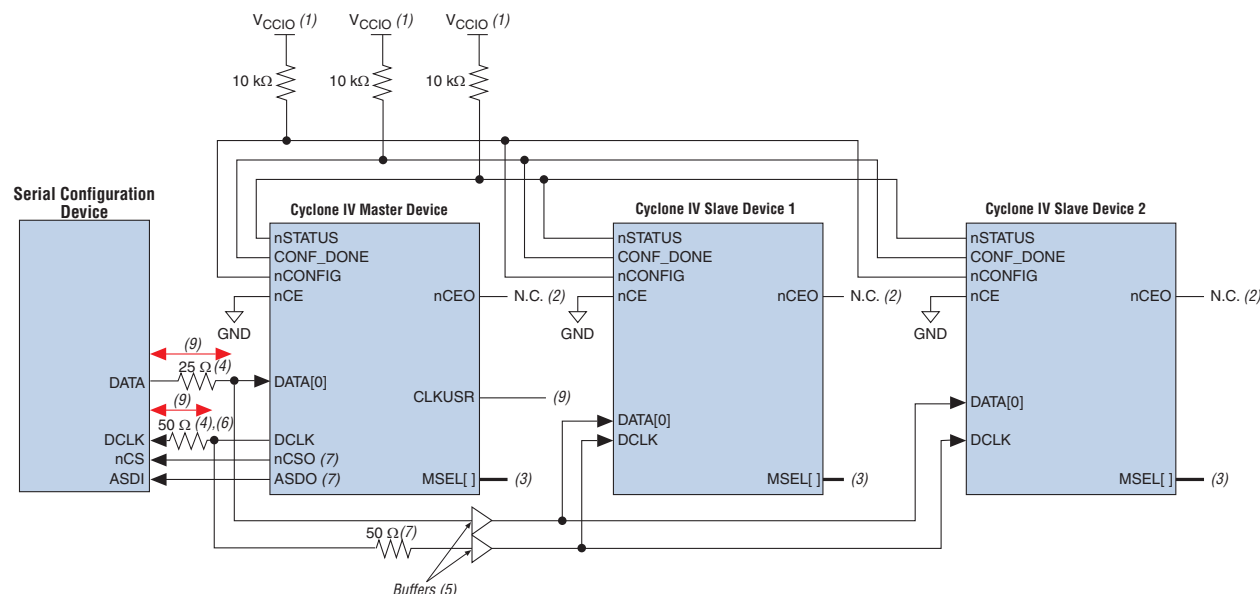 VCCIO (1) VCCIO (1) VCCIO (1)
10 kΩ 10 kΩ 10 kΩ
Serial Configuration
Device
DATA
DCLK
nCS
ASDI
(9)
25 Ω (4)
(9)
50 Ω (4),(6)
Cyclone IV Master Device
nSTATUS
CONF_DONE
nCONFIG
nCE
GND
nCEO N.C. (2)
DATA[0]
CLKUSR (9)
DCLK
nCSO (7)
ASDO (7)
MSEL[ ] (3)
Cyclone IV Slave Device 1
nSTATUS
CONF_DONE
nCONFIG
nCE
GND
nCEO N.C. (2)
DATA[0]
DCLK
MSEL[ ] (3)
Cyclone IV Slave Device 2
nSTATUS
CONF_DONE
nCONFIG
nCE
GND
nCEO N.C. (2)
DATA[0]
DCLK
MSEL[ ] (3)
50 Ω (7)
Buffers (5)